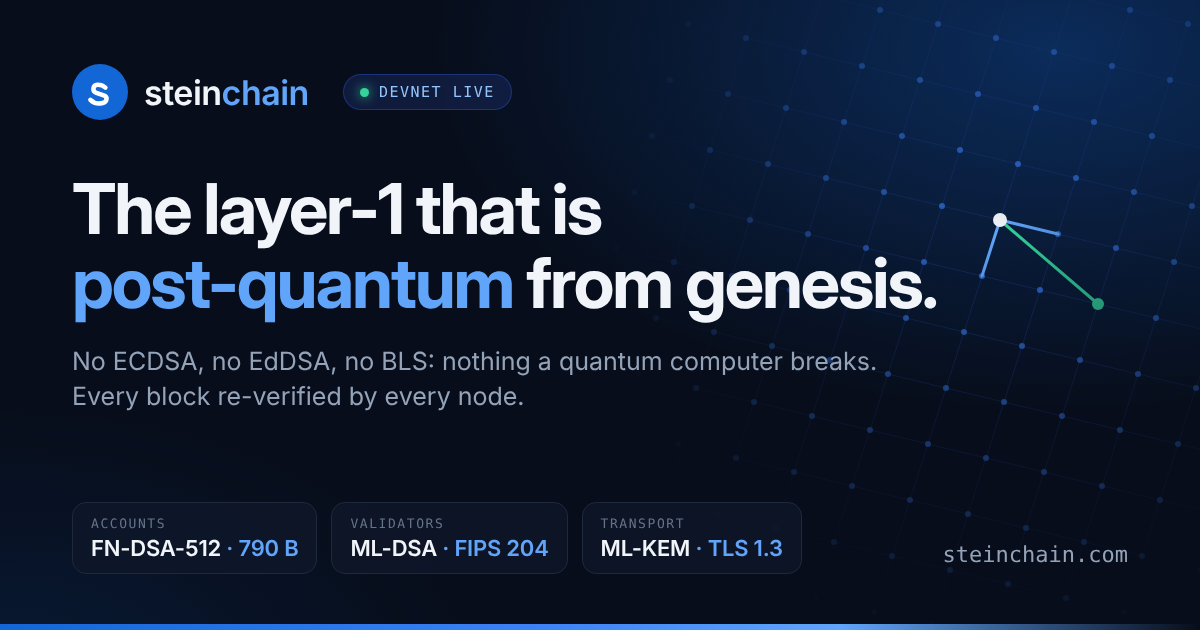 S
steinchain
DEVNET LIVE
The layer-1 that is
post-quantum from genesis.
No ECDSA, no EdDSA, no BLS: nothing a quantum computer breaks.
Every block re-verified by every node.
ACCOUNTS
FN-DSA-512 · 790 B
VALIDATORS
ML-DSA · FIPS 204
TRANSPORT
ML-KEM · TLS 1.3
steinchain.com